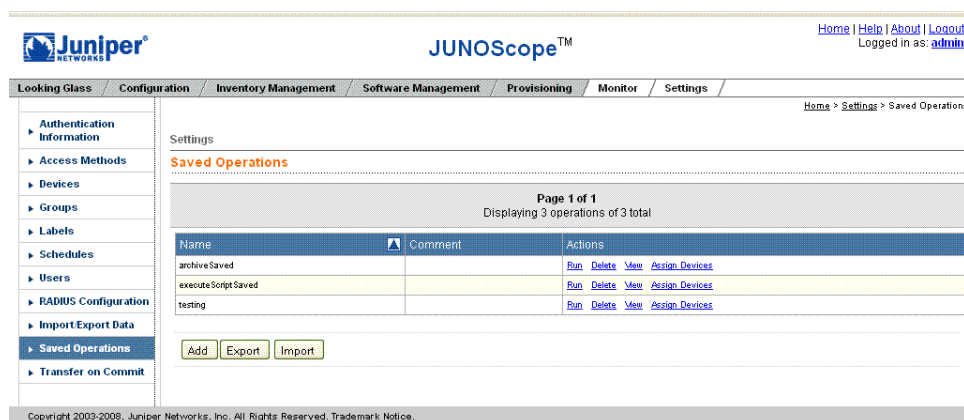 Home | Help | About | Logout
Juniper®
NETWORKS
JUNOScope™
Logged in as: admin
Looking Glass / Configuration / Inventory Management / Software Management / Provisioning / Monitor / Settings /
Home > Settings > Saved Operations
Authentication
Information
Access Methods
Devices
Groups
Labels
Schedules
Users
RADIUS Configuration
Import/Export Data
Saved Operations
Transfer on Commit
Settings
Saved Operations
Page 1 of 1
Displaying 3 operations of 3 total
Name Comment Actions
archiveSaved Run Delete View Assign Devices
executeScriptSaved Run Delete View Assign Devices
testing Run Delete View Assign Devices
Add Export Import
Copyright 2003-2008, Juniper Networks, Inc. All Rights Reserved. Trademark Notice.